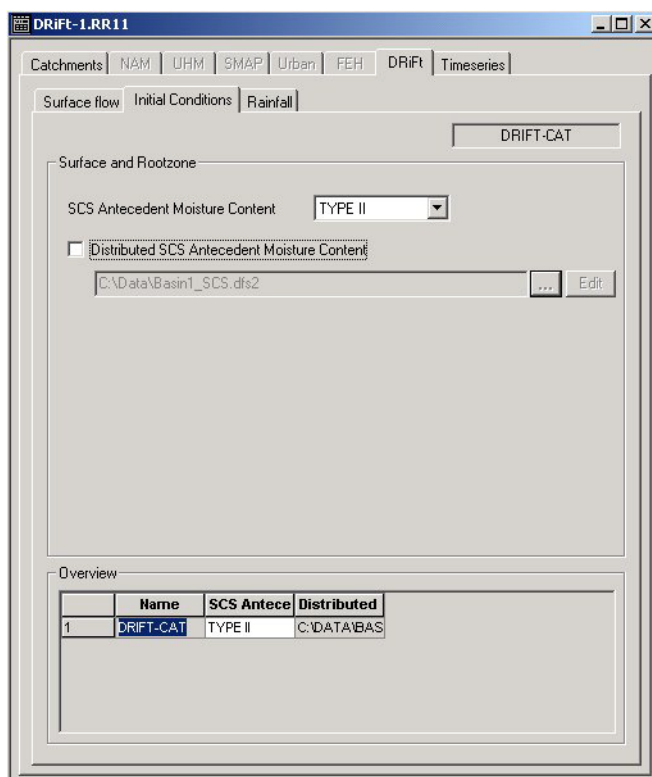 DRiFt-1.RR11
Catchments NAM UHM SMAP Urban FEH DRiFt Timeseries
Surface flow Initial Conditions Rainfall
DRIFT-CAT
Surface and Rootzone
SCS Antecedent Moisture Content TYPE II
Distributed SCS Antecedent Moisture Content
C:\Data\Basin1_SCS.dfs2 ... Edit
Overview
Name SCS Antece Distributed
1 DRIFT-CAT TYPE II C:\DATA\BAS